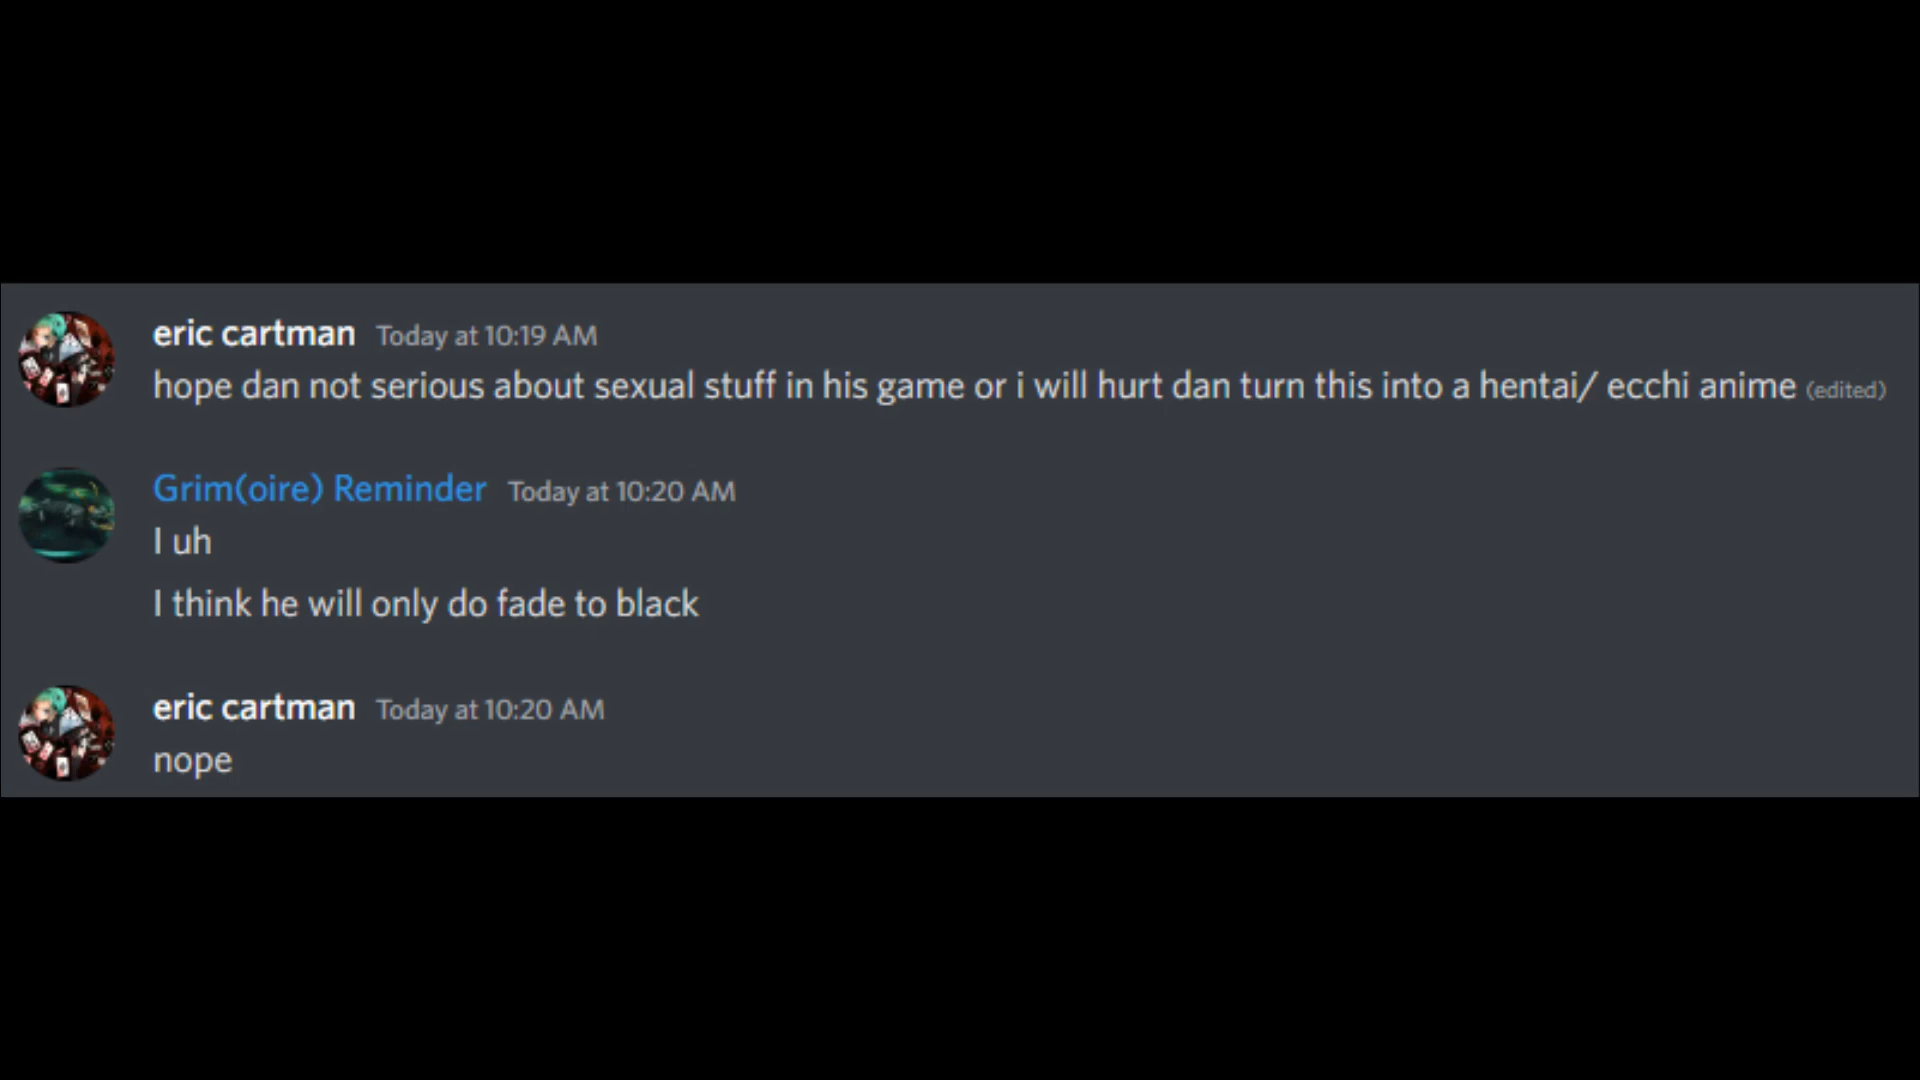 eric cartman Today at 10:19 AM
hope dan not serious about sexual stuff in his game or i will hurt dan turn this into a hentai/ ecchi anime (edited)
Grim(oire) Reminder Today at 10:20 AM
I uh
I think he will only do fade to black
eric cartman Today at 10:20 AM
nope